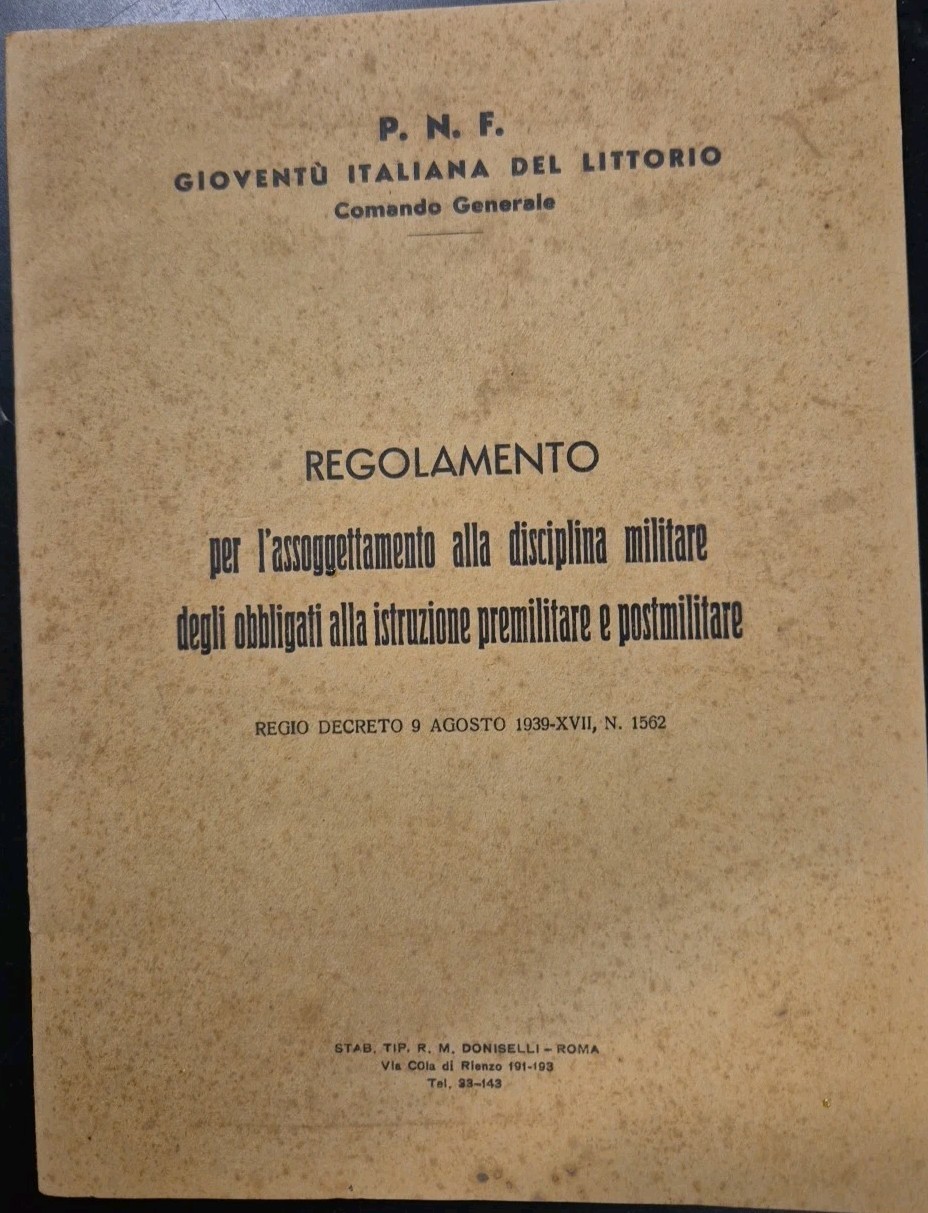 P. N. F.
GIOVENTÙ ITALIANA DEL LITTORIO
Comando Generale
REGOLAMENTO
per l'assoggettamento alla disciplina militare
degli obbligati alla istruzione premilitare e postmilitare
REGIO DECRETO 9 AGOSTO 1939-XVII, N. 1562
STAB. TIP. R. M. DONISELLI - ROMA
Via Cola di Rienzo 191-193
Tel. 33-143